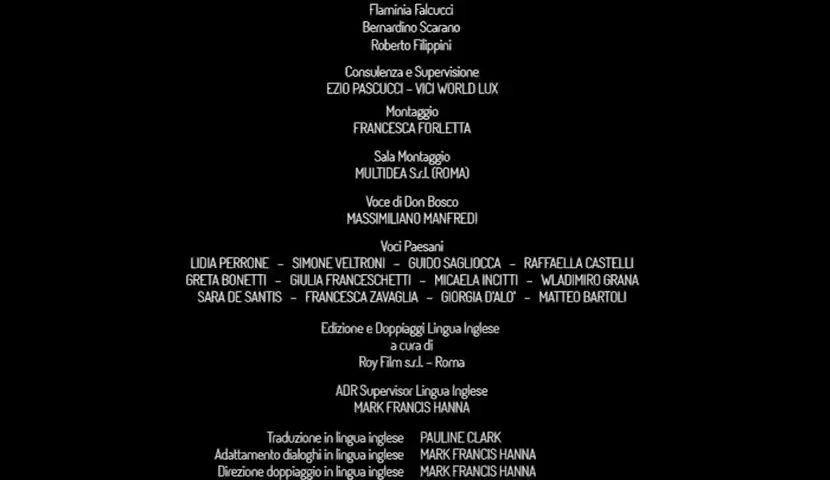 Flaminia Falcucci
Bernardino Scarano
Roberto Filippini
Consulenza e Supervisione
EZIO PASCUCCI – VICI WORLD LUX
Montaggio
FRANCESCA FORLETTA
Sala Montaggio
MULTIDEA S.r.l. (ROMA)
Voce di Don Bosco
MASSIMILIANO MANFREDI
Voci Paesani
LIDIA PERRONE – SIMONE VELTRONI – GUIDO SAGLIOCCA – RAFFAELLA CASTELLI
GRETA BONETTI – GIULIA FRANCESCHETTI – MICAELA INCITTI – WLADIMIRO GRANA
SARA DE SANTIS – FRANCESCA ZAVAGLIA – GIORGIA D'ALO' – MATTEO BARTOLI
Edizione e Doppiaggi Lingua Inglese
a cura di
Roy Film s.r.l. – Roma
ADR Supervisor Lingua Inglese
MARK FRANCIS HANNA
Traduzione in lingua inglese PAULINE CLARK
Adattamento dialoghi in lingua inglese MARK FRANCIS HANNA
Direzione doppiaggio in lingua inglese MARK FRANCIS HANNA